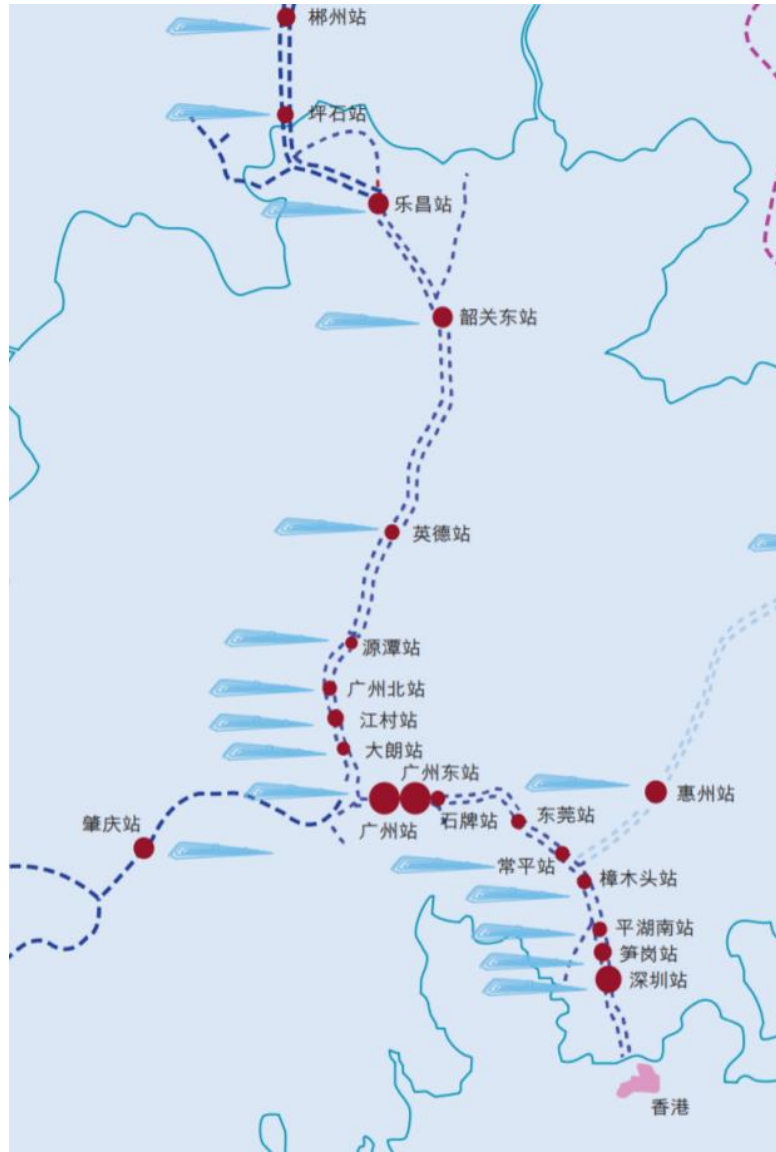 郴州站
坪石站
乐昌站
韶关东站
英德站
源潭站
广州北站
江村站
大朗站
广州东站
惠州站
肇庆站
广州站
石牌站
东莞站
常平站
樟木头站
平湖南站
笋岗站
深圳站
香港